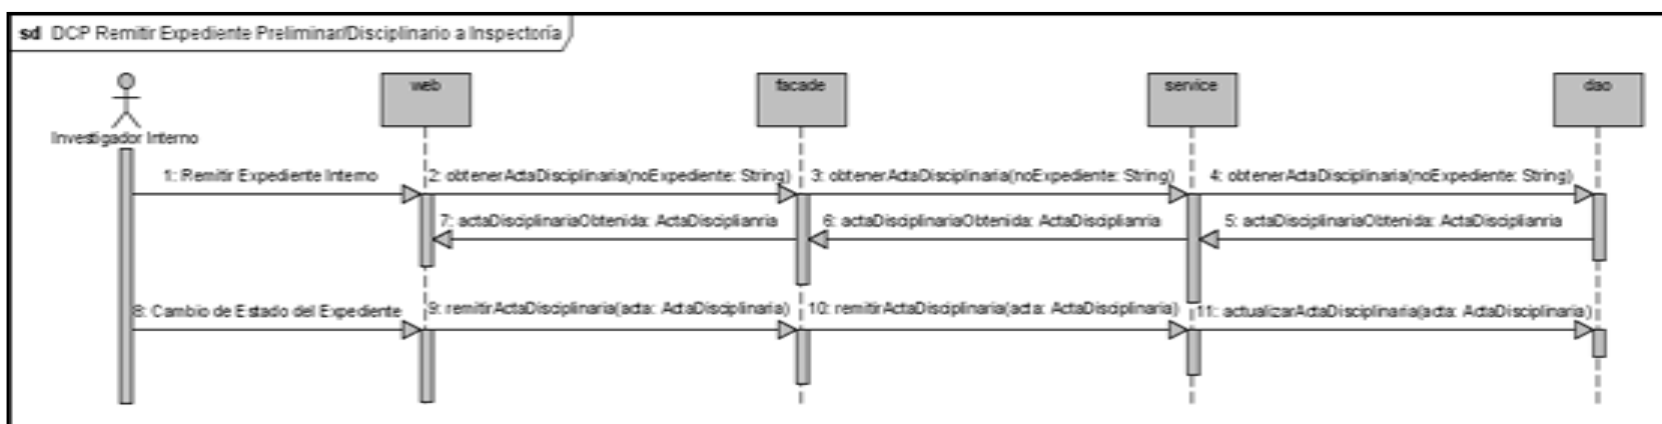 sd DCP Remitir Expediente Preliminar/Disciplinario a Inspectoría
web
facade
service
dao
Investigador Interno
1: Remitir Expediente Interno
2: obtenerActaDisciplinaria(noExpediente: String)
3: obtenerActaDisciplinaria(noExpediente: String)
4: obtenerActaDisciplinaria(noExpediente: String)
7: actaDisciplinariaObtenida: ActaDisciplianria
6: actaDisciplinariaObtenida: ActaDisciplianria
5: actaDisciplinariaObtenida: ActaDisciplianria
8: Cambio de Estado del Expediente
9: remitirActaDisciplinaria(acta: ActaDisciplinaria)
10: remitirActaDisciplinaria(acta: ActaDisciplinaria)
11: actualizarActaDisciplinaria(acta: ActaDisciplinaria)